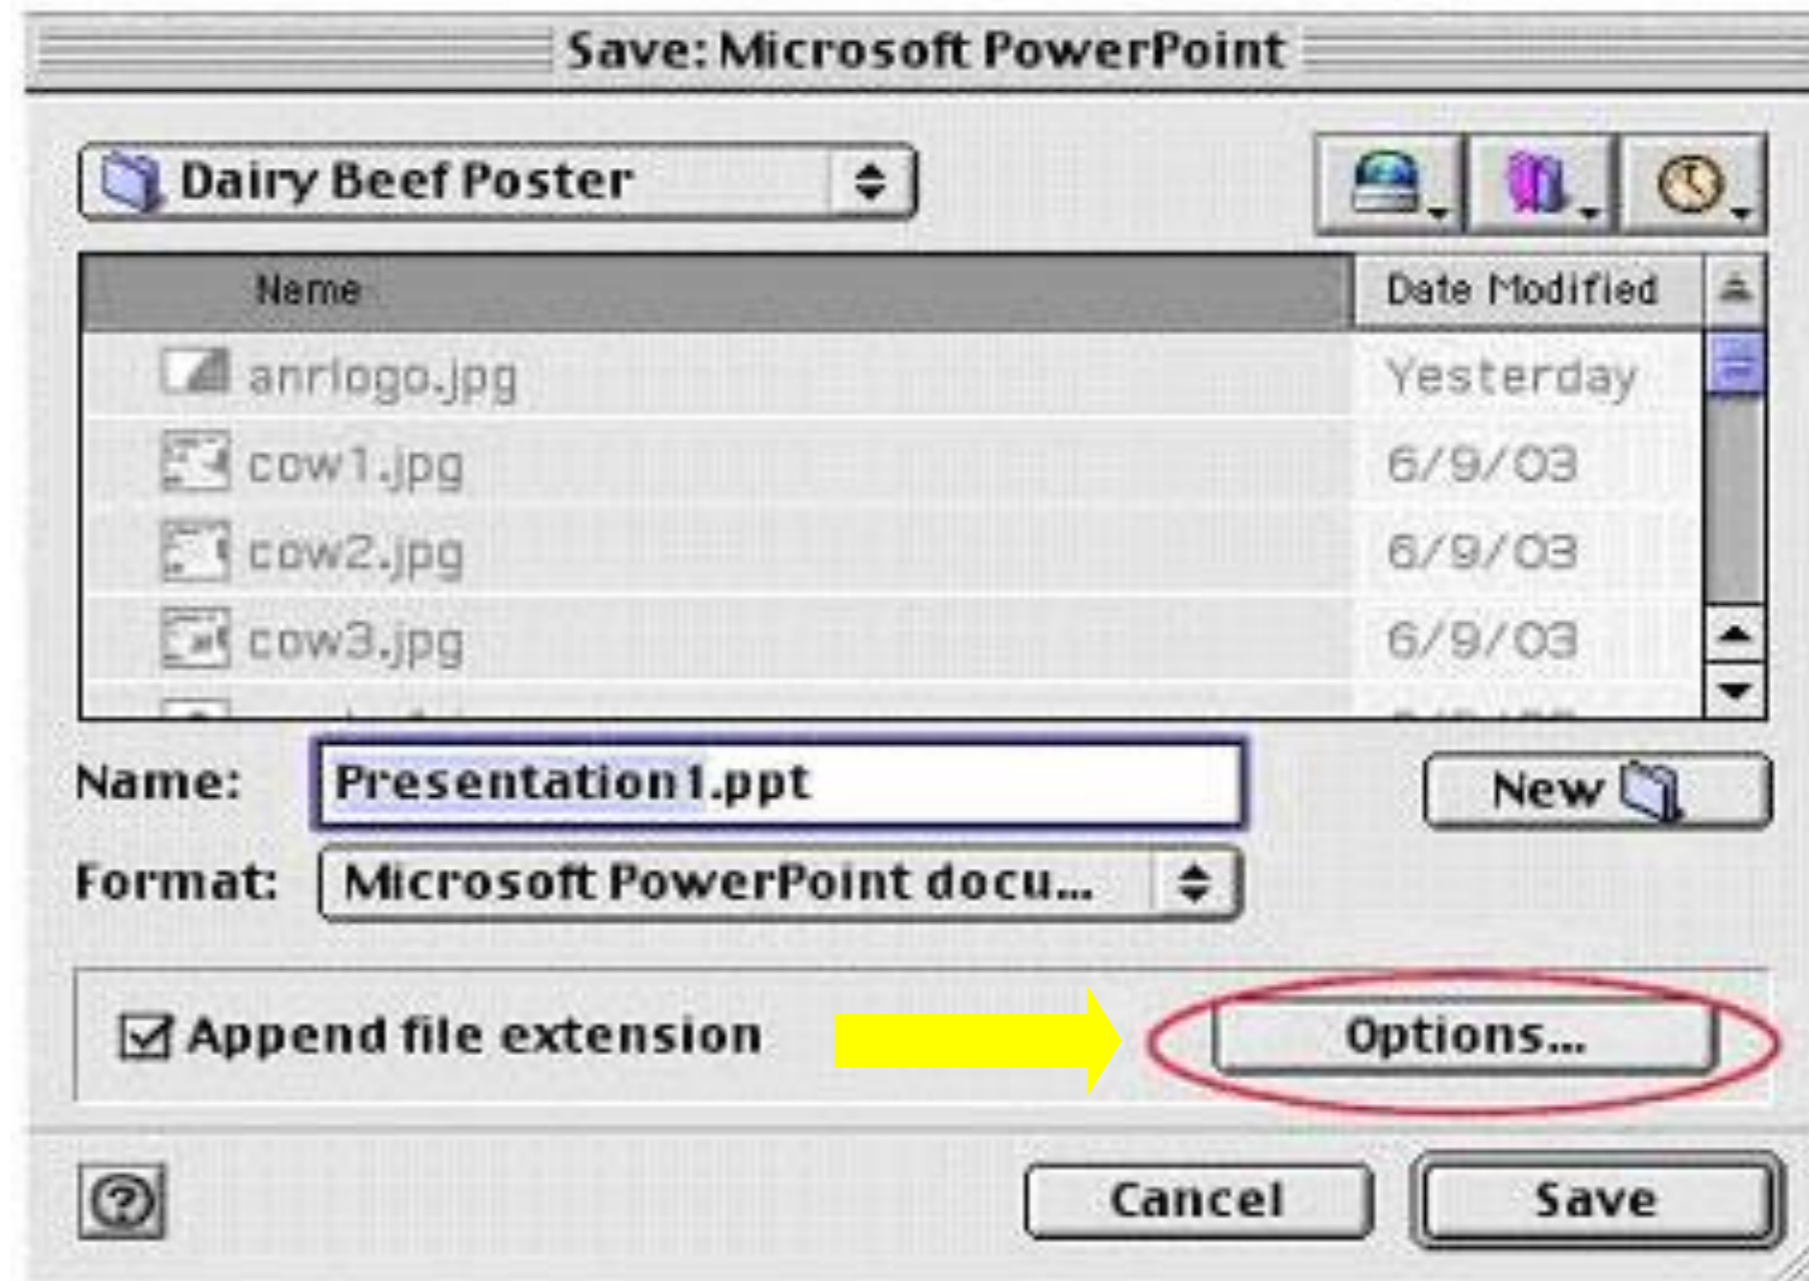 Save: Microsoft PowerPoint
Dairy Beef Poster
Name Date Modified
anrlogo.jpg Yesterday
cow1.jpg 6/9/03
cow2.jpg 6/9/03
cow3.jpg 6/9/03
Name: Presentation1.ppt New
Format: Microsoft PowerPoint docu...
Append file extension Options...
? Cancel Save